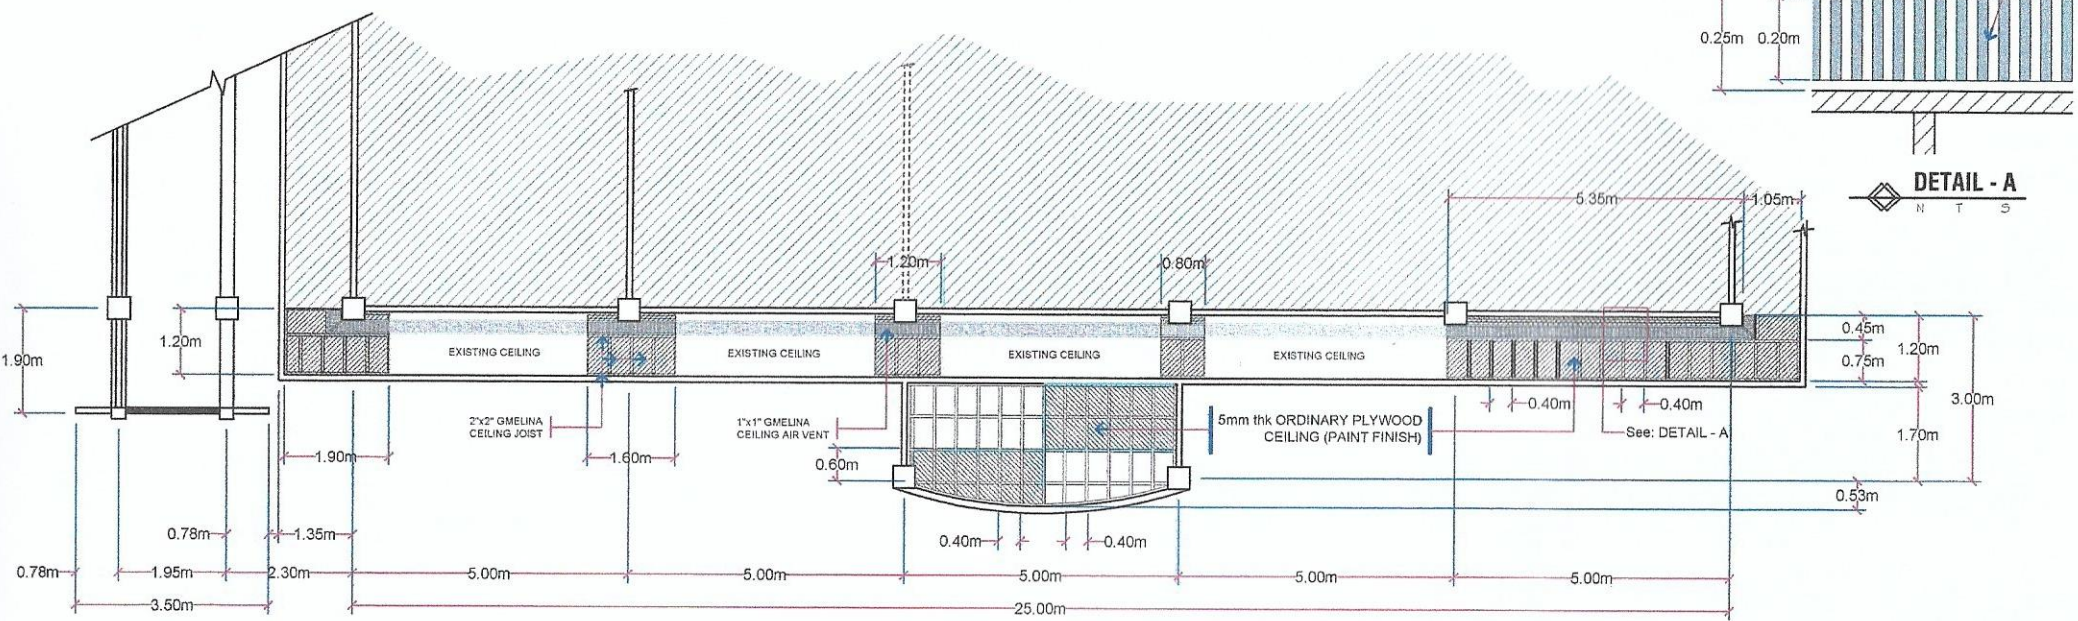 0.25m 0.20m
DETAIL - A
N T S
5.35m 1.05m
1.20m 0.80m
1.90m 1.20m
EXISTING CEILING EXISTING CEILING EXISTING CEILING EXISTING CEILING
0.45m
0.75m 1.20m
3.00m
1.70m
0.53m
2"x2" GMELINA
CEILING JOIST
1"x1" GMELINA
CEILING AIR VENT
5mm thk ORDINARY PLYWOOD
CEILING (PAINT FINISH)
0.40m 0.40m
See: DETAIL - A
1.90m 1.60m 0.60m
0.78m 1.35m 0.40m 0.40m
0.78m 1.95m 2.30m 5.00m 5.00m 5.00m 5.00m 5.00m
3.50m 25.00m